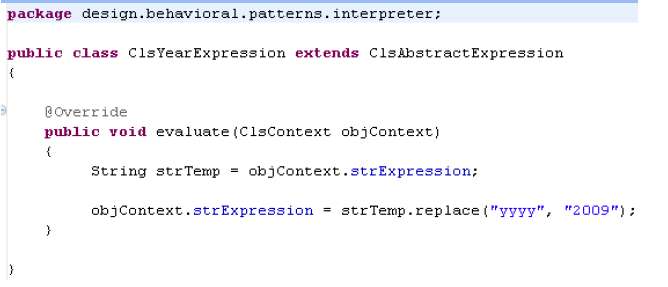 package design.behavioral.patterns.interpreter;
public class ClsYearExpression extends ClsAbstractExpression
{
@Override
public void evaluate(ClsContext objContext)
{
String strTemp = objContext.strExpression;
objContext.strExpression = strTemp.replace("yyyy", "2009");
}
}